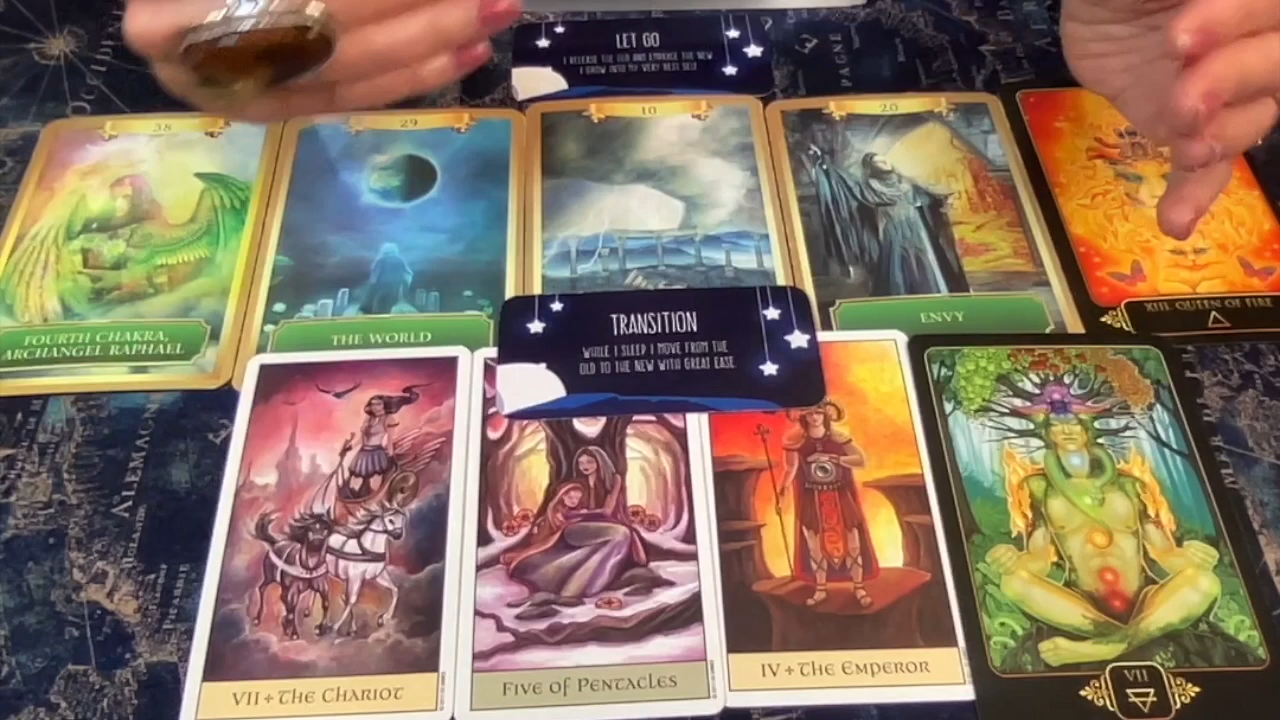 LET GO
I RELEASE THE OLD AND EMBRACE THE NEW
I GROW INTO MY VERY BEST SELF
38
29
10
20
FOURTH CHAKRA,
ARCHANGEL RAPHAEL
THE WORLD
ENVY
XIII. QUEEN OF FIRE
TRANSITION
WHILE I SLEEP I MOVE FROM THE
OLD TO THE NEW WITH GREAT EASE.
ALEMAGN
PAGNE
VII + THE CHARIOT
FIVE OF PENTACLES
IV + THE EMPEROR
VII